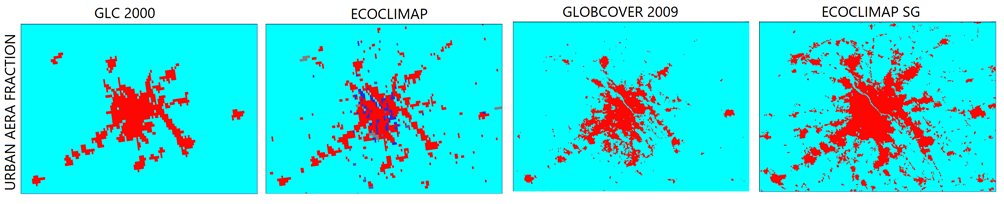 GLC 2000
ECOCLIMAP
GLOBCOVER 2009
ECOCLIMAP SG
URBAN AERA FRACTION